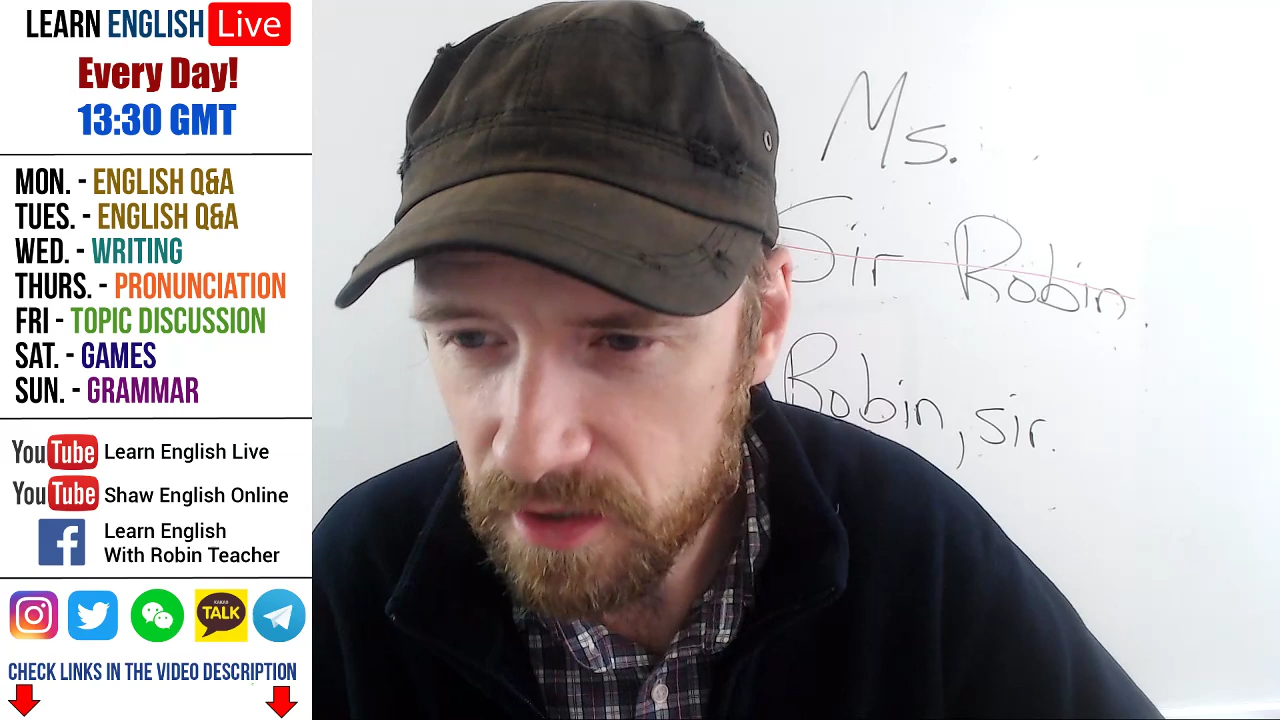 LEARN ENGLISH Live
Every Day!
13:30 GMT
MON. - ENGLISH Q&A
TUES. - ENGLISH Q&A
WED. - WRITING
THURS. - PRONUNCIATION
FRI - TOPIC DISCUSSION
SAT. - GAMES
SUN. - GRAMMAR
YouTube Learn English Live
YouTube Shaw English Online
Learn English
With Robin Teacher
KAKAO
TALK
CHECK LINKS IN THE VIDEO DESCRIPTION
Ms.
Sir Robin.
Robin, sir.